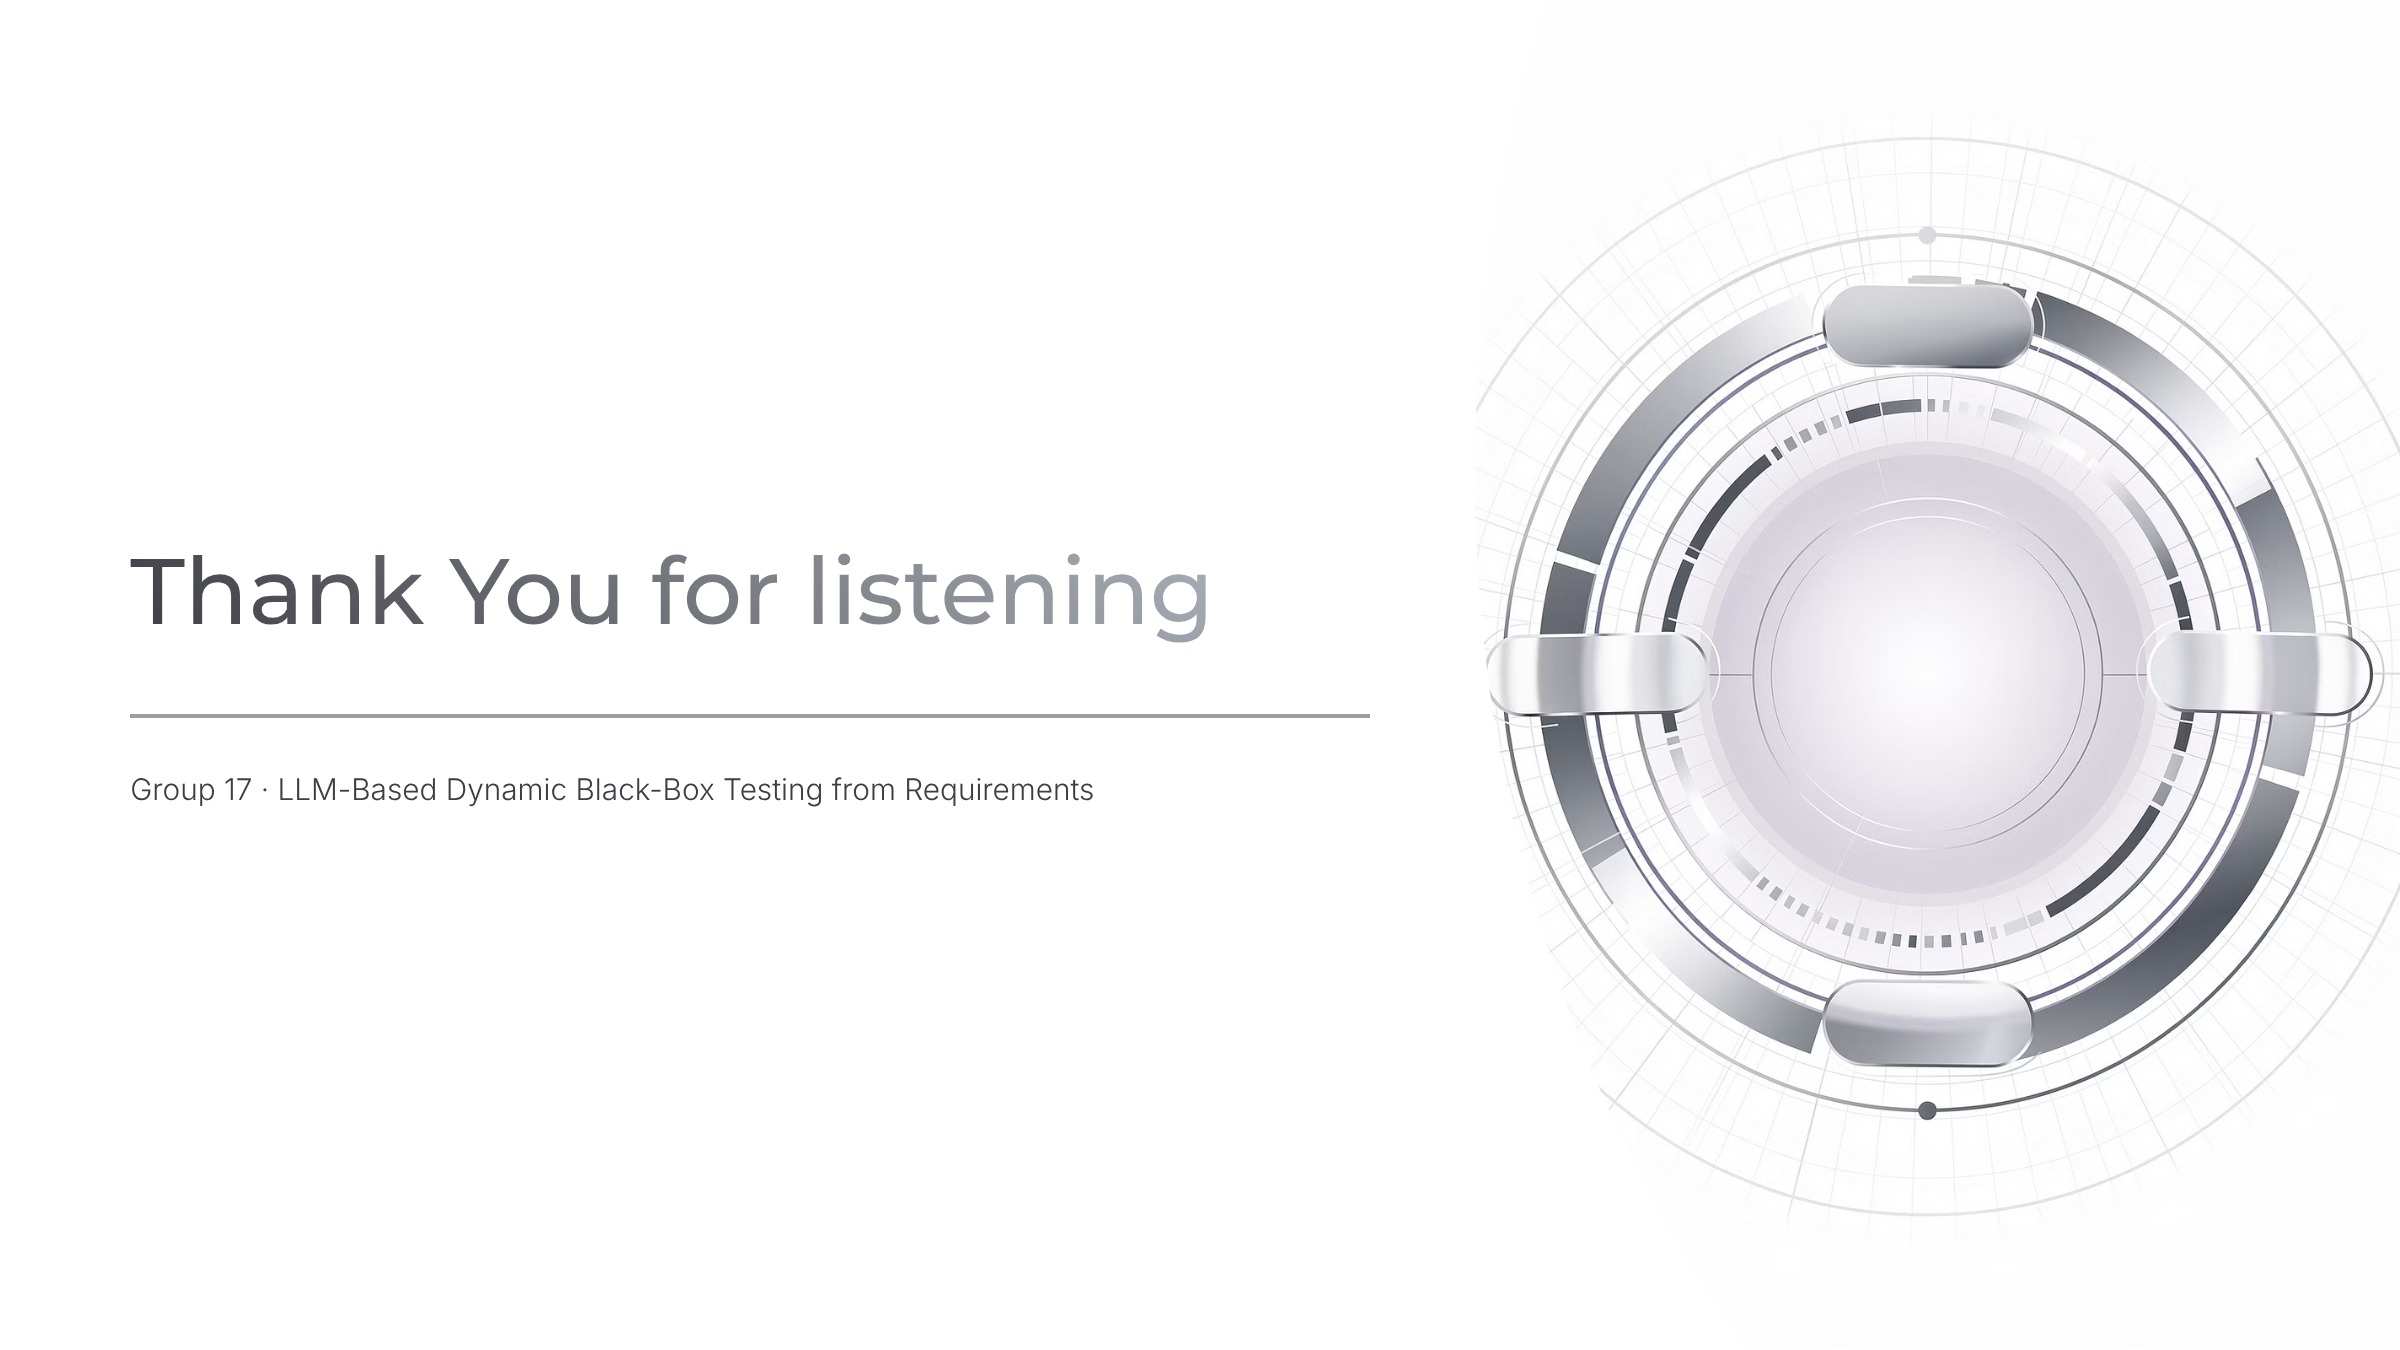 Thank You for listening
Group 17 · LLM-Based Dynamic Black-Box Testing from Requirements